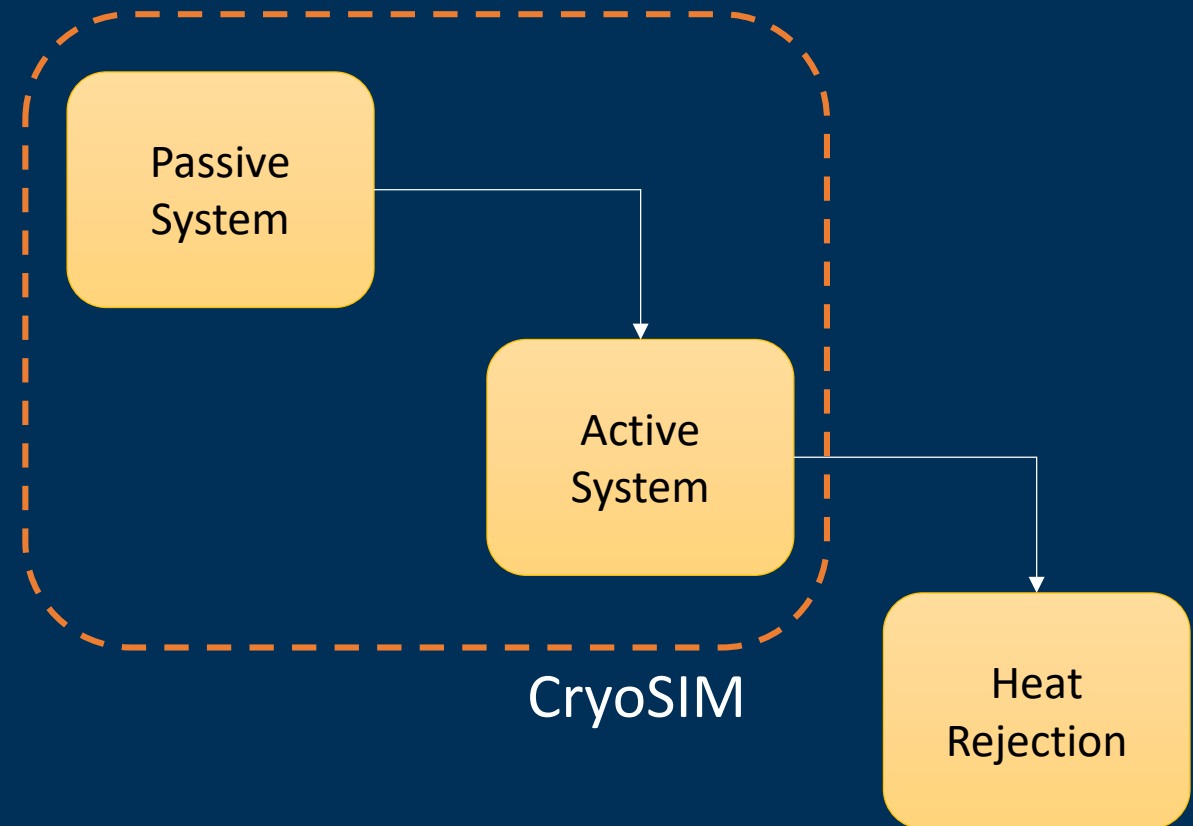 Passive
System
Active
System
CryoSIM
Heat
Rejection